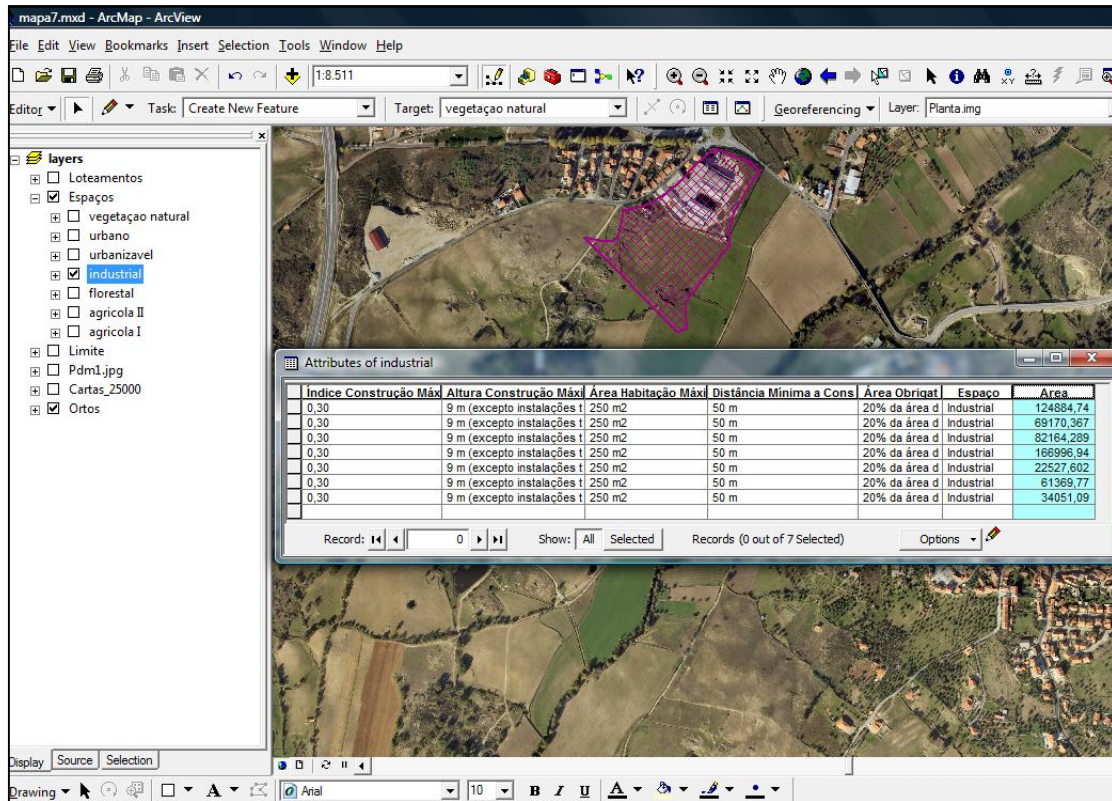 mapa7.mxd - ArcMap - ArcView
File Edit View Bookmarks Insert Selection Tools Window Help
1:8.511
Editor Task: Create New Feature Target: vegetaçao natural Georeferencing Layer: Planta.img
layers
Loteamentos
Espaços
vegetaçao natural
urbano
urbanizavel
industrial
florestal
agricola II
agricola I
Limite
Pdm1.jpg
Cartas_25000
Ortos
Attributes of industrial
Índice Construção Máx Altura Construção Máxi Área Habitação Máxi Distância Mínima a Cons Área Obrigat Espaço Area
0,30 9 m (excepto instalações t 250 m2 50 m 20% da área d Industrial 124884,74
0,30 9 m (excepto instalações t 250 m2 50 m 20% da área d Industrial 69170,367
0,30 9 m (excepto instalações t 250 m2 50 m 20% da área d Industrial 82164,289
0,30 9 m (excepto instalações t 250 m2 50 m 20% da área d Industrial 166996,94
0,30 9 m (excepto instalações t 250 m2 50 m 20% da área d Industrial 22527,602
0,30 9 m (excepto instalações t 250 m2 50 m 20% da área d Industrial 61369,77
0,30 9 m (excepto instalações t 250 m2 50 m 20% da área d Industrial 34051,09
Record: 0 Show: All Selected Records (0 out of 7 Selected) Options
Display Source Selection
Drawing A Arial 10 B I U A